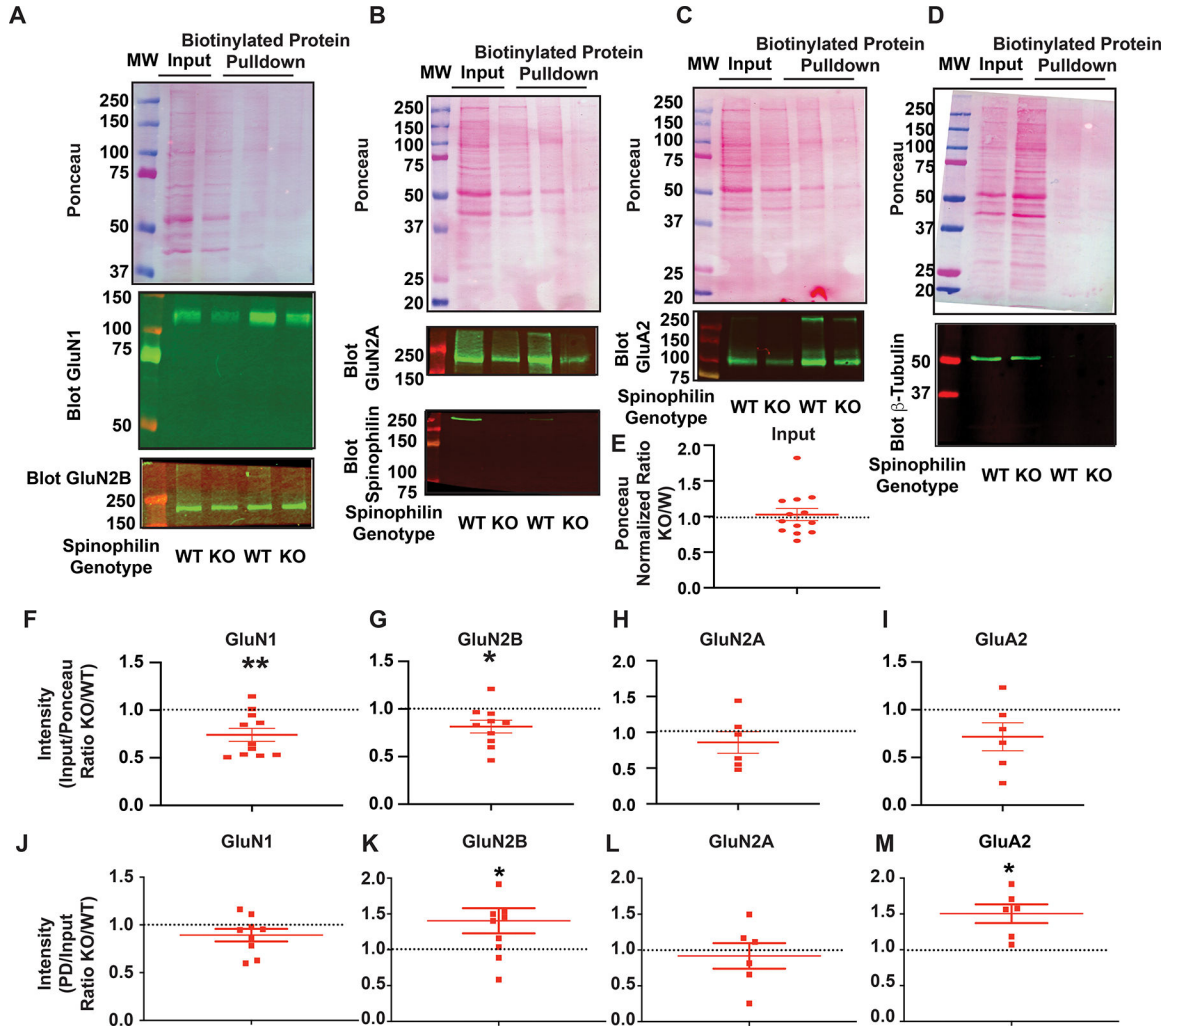 A
Biotinylated Protein
MW Input Pulldown
Ponceau
250
150
100
75
50
37
Blot GluN1
150
100
75
50
Blot GluN2B
250
150
Spinophilin
Genotype
WT KO WT KO
B
Biotinylated Protein
MW Input Pulldown
Ponceau
250
150
100
75
50
37
25
20
Blot
GluN2A
250
150
Blot
Spinophilin
250
150
100
75
Spinophilin
Genotype
WT KO WT KO
C
Biotinylated Protein
MW Input Pulldown
Ponceau
250
150
100
75
50
37
25
20
Blot
GluA2
250
150
100
75
Spinophilin
Genotype
WT KO WT KO
D
Biotinylated Protein
MW Input Pulldown
Ponceau
250
150
100
75
50
37
25
20
Blot β-Tubulin
50
37
Spinophilin
Genotype
WT KO WT KO
E
Input
Ponceau
Normalized Ratio
KO/W
2.0
1.5
1.0
0.5
0.0
F
GluN1
**
Intensity
(Input/Ponceau
Ratio KO/WT)
1.5
1.0
0.5
0.0
G
GluN2B
*
1.5
1.0
0.5
0.0
H
GluN2A
2.0
1.5
1.0
0.5
0.0
I
GluA2
1.5
1.0
0.5
0.0
J
GluN1
Intensity
(PD/Input
Ratio KO/WT)
1.5
1.0
0.5
0.0
K
GluN2B
*
2.0
1.5
1.0
0.5
0.0
L
GluN2A
2.0
1.5
1.0
0.5
0.0
M
GluA2
*
2.0
1.5
1.0
0.5
0.0